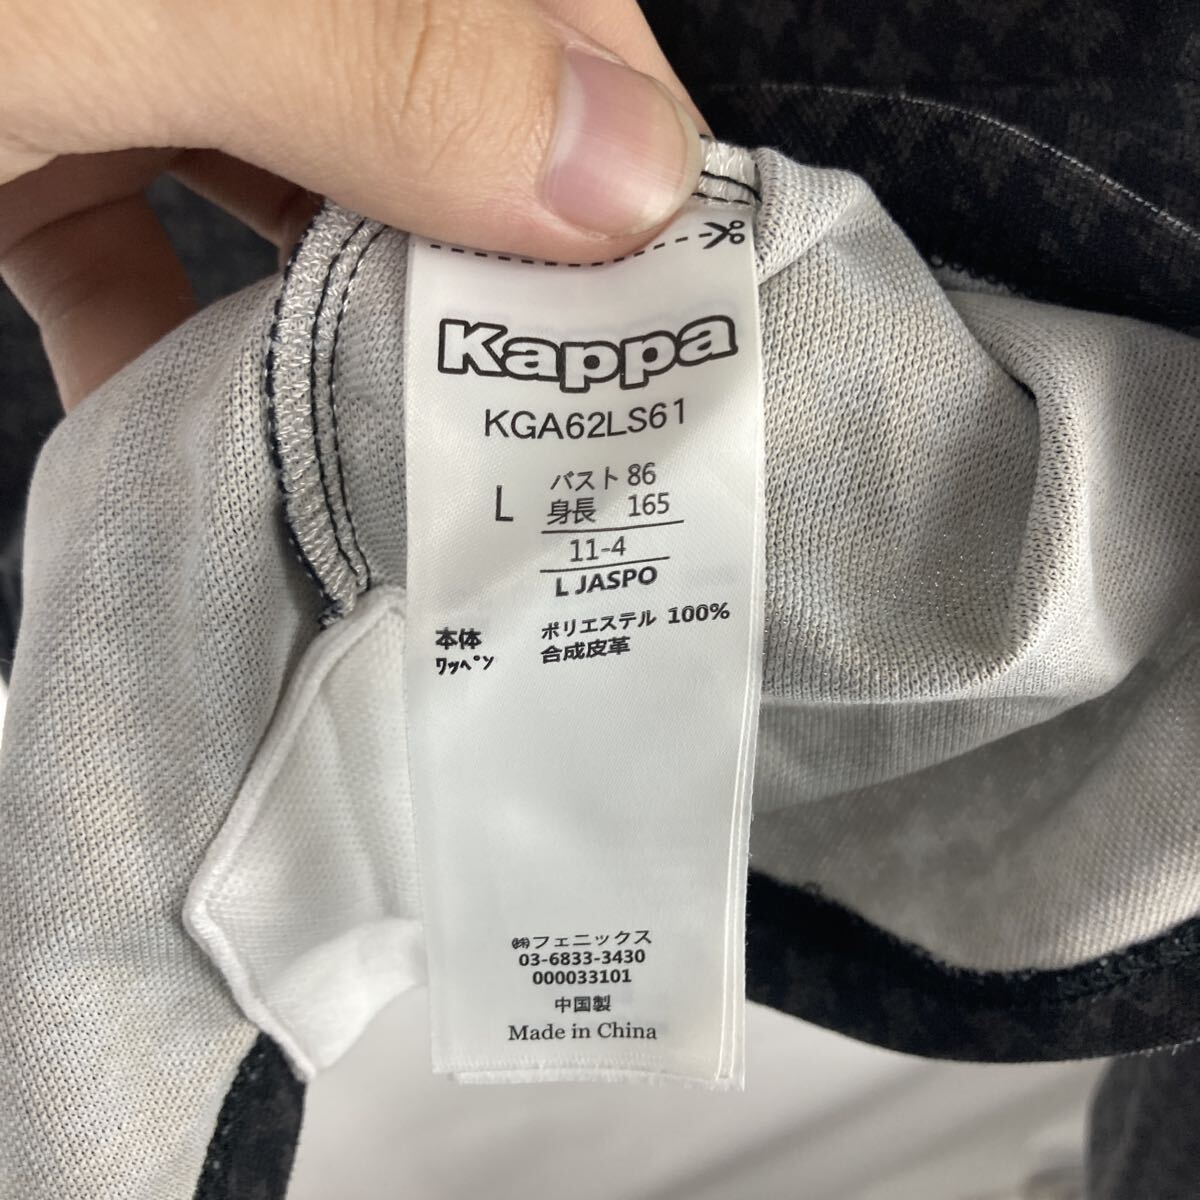 Kappa
KGA62LS61
L
バスト 86
身長 165
11-4
L JASPO
本体 ポリエステル 100%
ワッペン 合成皮革
㈱フェニックス
03-6833-3430
000033101
中国製
Made in China